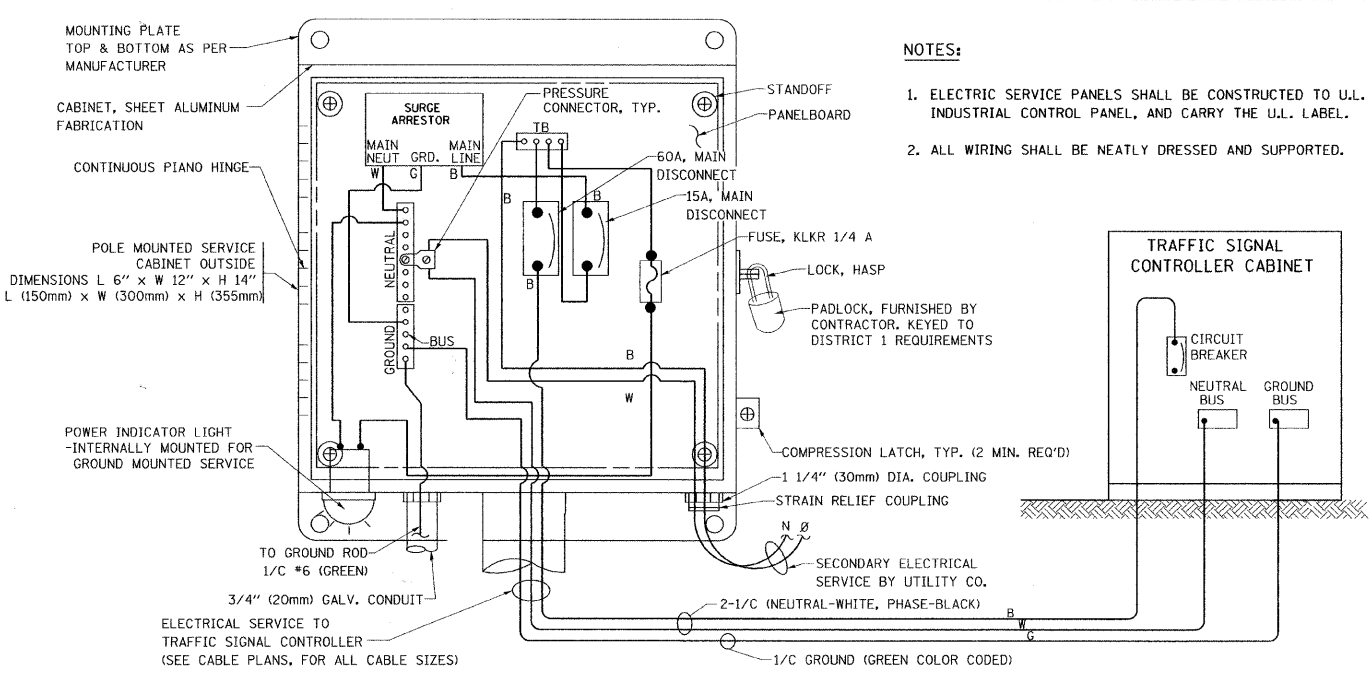 MOUNTING PLATE
TOP & BOTTOM AS PER
MANUFACTURER
CABINET, SHEET ALUMINUM
FABRICATION
CONTINUOUS PIANO HINGE
POLE MOUNTED SERVICE
CABINET OUTSIDE
DIMENSIONS L 6" x W 12" x H 14"
L (150mm) x W (300mm) x H (355mm)
POWER INDICATOR LIGHT
-INTERNALLY MOUNTED FOR
GROUND MOUNTED SERVICE
SURGE
ARRESTOR
MAIN
NEUT
GRD.
MAIN
LINE
W
G
B
PRESSURE
CONNECTOR, TYP.
TB
STANDOFF
PANELBOARD
60A, MAIN
DISCONNECT
15A, MAIN
DISCONNECT
B
B
B
FUSE, KLKR 1/4 A
NEUTRAL
GROUND
BUS
LOCK, HASP
PADLOCK, FURNISHED BY
CONTRACTOR. KEYED TO
DISTRICT 1 REQUIREMENTS
B
W
COMPRESSION LATCH, TYP. (2 MIN. REQ'D)
1 1/4" (30mm) DIA. COUPLING
STRAIN RELIEF COUPLING
N Ø
SECONDARY ELECTRICAL
SERVICE BY UTILITY CO.
TO GROUND ROD
1/C #6 (GREEN)
3/4" (20mm) GALV. CONDUIT
ELECTRICAL SERVICE TO
TRAFFIC SIGNAL CONTROLLER
(SEE CABLE PLANS, FOR ALL CABLE SIZES)
2-1/C (NEUTRAL-WHITE, PHASE-BLACK)
B
W
G
1/C GROUND (GREEN COLOR CODED)
NOTES:
1. ELECTRIC SERVICE PANELS SHALL BE CONSTRUCTED TO U.L.
INDUSTRIAL CONTROL PANEL, AND CARRY THE U.L. LABEL.
2. ALL WIRING SHALL BE NEATLY DRESSED AND SUPPORTED.
TRAFFIC SIGNAL
CONTROLLER CABINET
CIRCUIT
BREAKER
NEUTRAL
BUS
GROUND
BUS